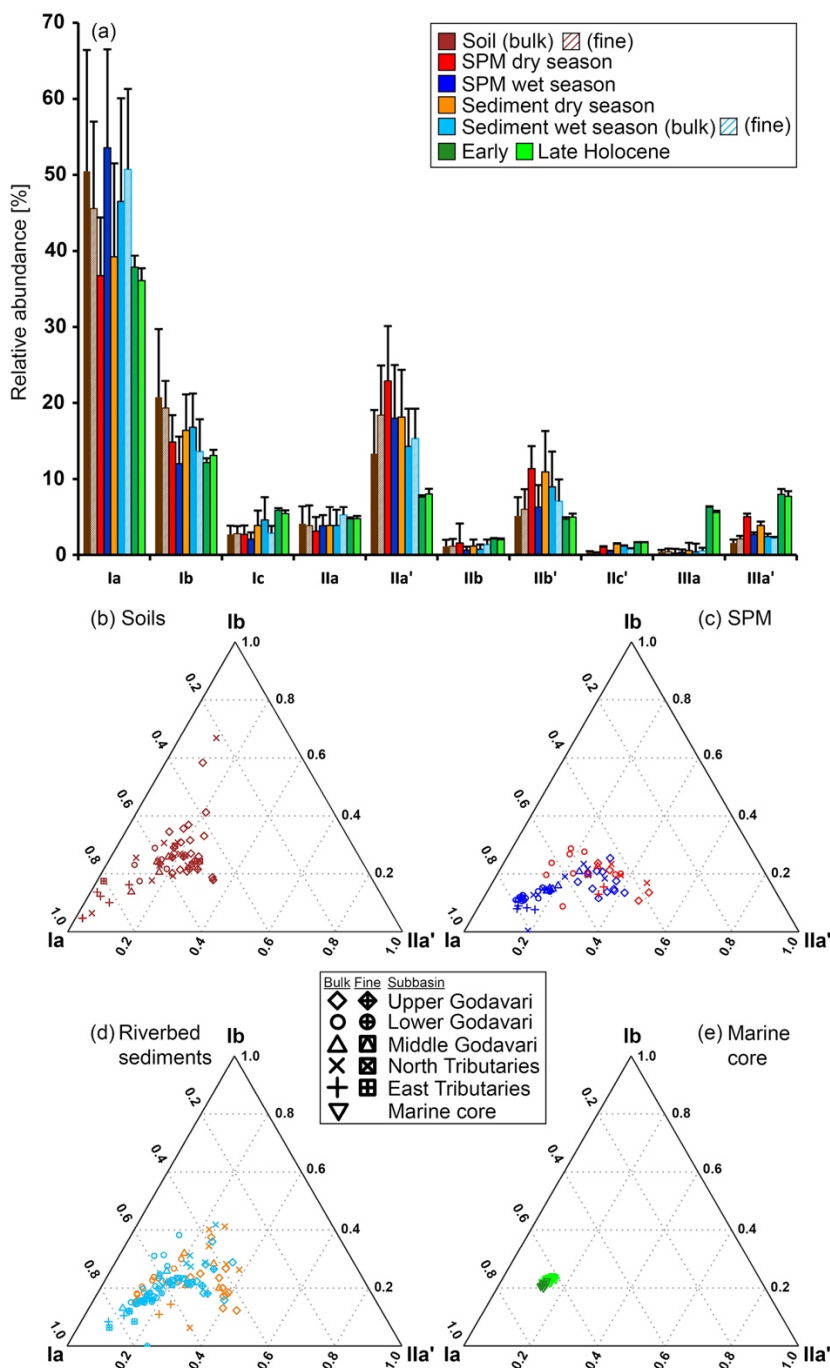 70
(a)
60
50
40
30
20
10
0
Relative abundance [%]
Soil (bulk) (fine)
SPM dry season
SPM wet season
Sediment dry season
Sediment wet season (bulk) (fine)
Early Late Holocene
Ia Ib Ic IIa IIa' IIb IIb' IIc' IIIa IIIa'
(b) Soils
Ib
1.0
0.2
0.8
0.4
0.6
0.6
0.4
0.8
0.2
1.0
Ia
0.2
0.4
0.6
0.8
1.0
IIa'
(c) SPM
Ib
1.0
0.2
0.8
0.4
0.6
0.6
0.4
0.8
0.2
1.0
Ia
0.2
0.4
0.6
0.8
1.0
IIa'
Bulk Fine Subbasin
Upper Godavari
Lower Godavari
Middle Godavari
North Tributaries
East Tributaries
Marine core
(d) Riverbed
sediments
Ib
1.0
0.2
0.8
0.4
0.6
0.6
0.4
0.8
0.2
1.0
Ia
0.2
0.4
0.6
0.8
1.0
IIa'
(e) Marine
core
Ib
1.0
0.2
0.8
0.4
0.6
0.6
0.4
0.8
0.2
1.0
Ia
0.2
0.4
0.6
0.8
1.0
IIa'